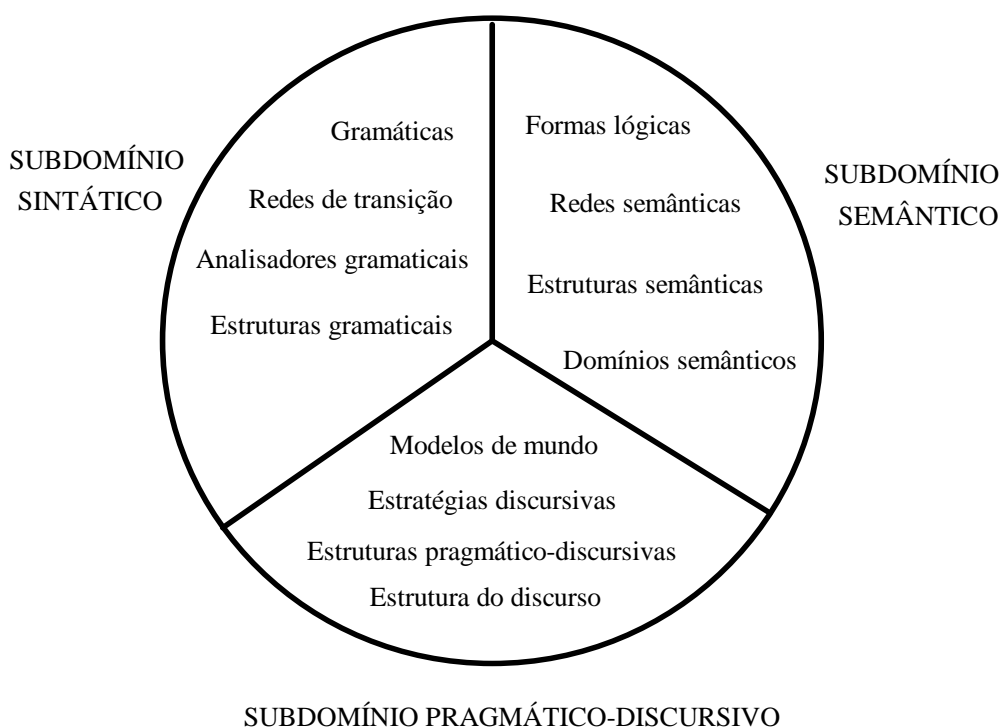 SUBDOMÍNIO
SINTÁTICO
Gramáticas
Redes de transição
Analisadores gramaticais
Estruturas gramaticais
Formas lógicas
Redes semânticas
Estruturas semânticas
Domínios semânticos
SUBDOMÍNIO
SEMÂNTICO
Modelos de mundo
Estratégias discursivas
Estruturas pragmático-discursivas
Estrutura do discurso
SUBDOMÍNIO PRAGMÁTICO-DISCURSIVO